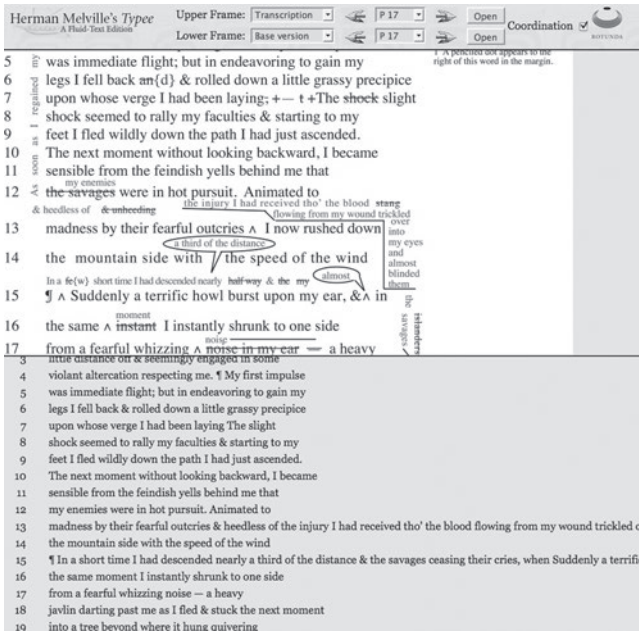 Herman Melville's Typee
A Fluid-Text Edition
Upper Frame: Transcription P 17 Open
Lower Frame: Base version P 17 Open
Coordination
ROTUNDA
1 A penciled dot appears to the
right of this word in the margin.
As soon as I regained my
5 was immediate flight; but in endeavoring to gain my
6 legs I fell back an{d} & rolled down a little grassy precipice
7 upon whose verge I had been laying; +— t +The shock slight
8 shock seemed to rally my faculties & starting to my
9 feet I fled wildly down the path I had just ascended.
10 The next moment without looking backward, I became
11 sensible from the feindish yells behind me that
my enemies
12 the savages were in hot pursuit. Animated to
& heedless of & unheeding the injury I had received tho' the blood stang
flowing from my wound trickled
over into my eyes and almost blinded them
13 madness by their fearful outcries ʌ I now rushed down
a third of the distance
14 the mountain side with the speed of the wind
In a fe{w} short time I had descended nearly half way & the my
almost
15 ¶ ʌ Suddenly a terrific howl burst upon my ear, &ʌ in
the savages islanders
moment
16 the same ʌ instant I instantly shrunk to one side
noise
17 from a fearful whizzing ʌ noise in my ear — a heavy
3 little distance off & seemingly engaged in some
4 violant altercation respecting me. ¶ My first impulse
5 was immediate flight; but in endeavoring to gain my
6 legs I fell back & rolled down a little grassy precipice
7 upon whose verge I had been laying The slight
8 shock seemed to rally my faculties & starting to my
9 feet I fled wildly down the path I had just ascended.
10 The next moment without looking backward, I became
11 sensible from the feindish yells behind me that
12 my enemies were in hot pursuit. Animated to
13 madness by their fearful outcries & heedless of the injury I had received tho' the blood flowing from my wound trickled o
14 the mountain side with the speed of the wind
15 ¶ In a short time I had descended nearly a third of the distance & the savages ceasing their cries, when Suddenly a terrifi
16 the same moment I instantly shrunk to one side
17 from a fearful whizzing noise — a heavy
18 javlin darting past me as I fled & stuck the next moment
19 into a tree beyond where it hung quivering